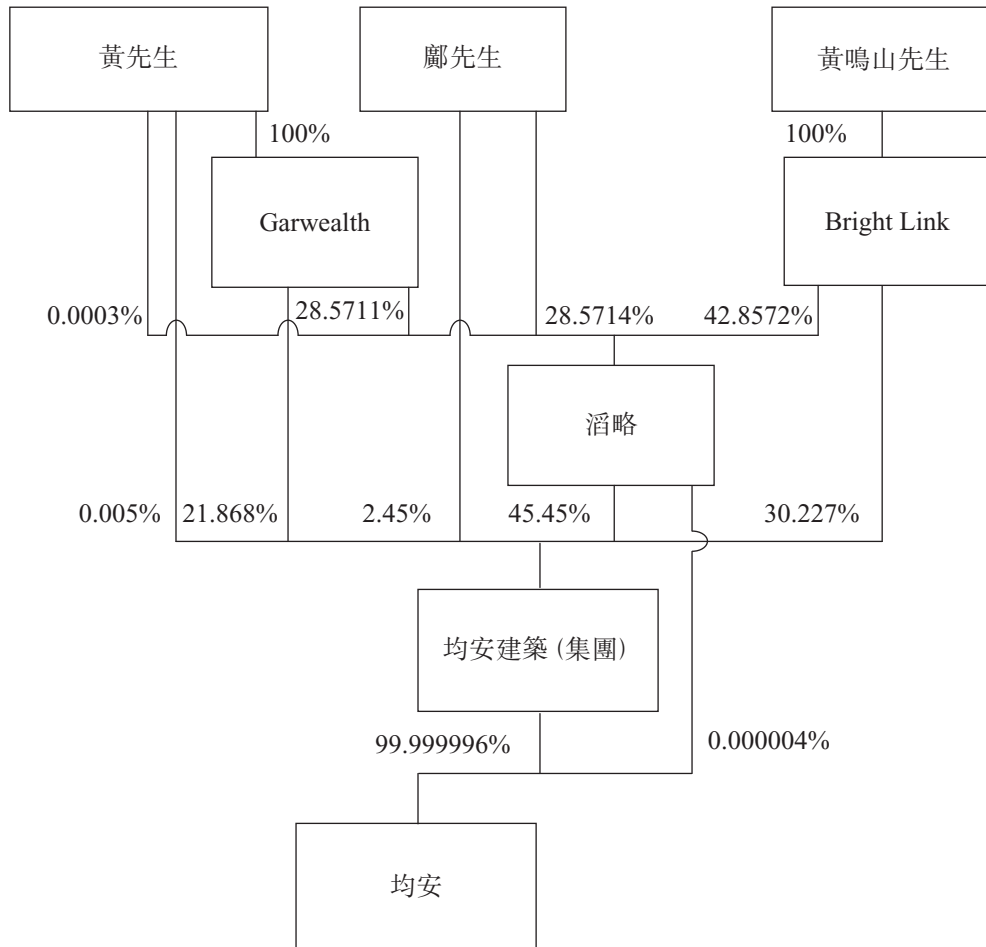 黃先生
鄺先生
黃鳴山先生
100%
100%
Garwealth
Bright Link
0.0003%
28.5711%
28.5714%
42.8572%
滔略
0.005%
21.868%
2.45%
45.45%
30.227%
均安建築 (集團)
99.999996%
0.000004%
均安